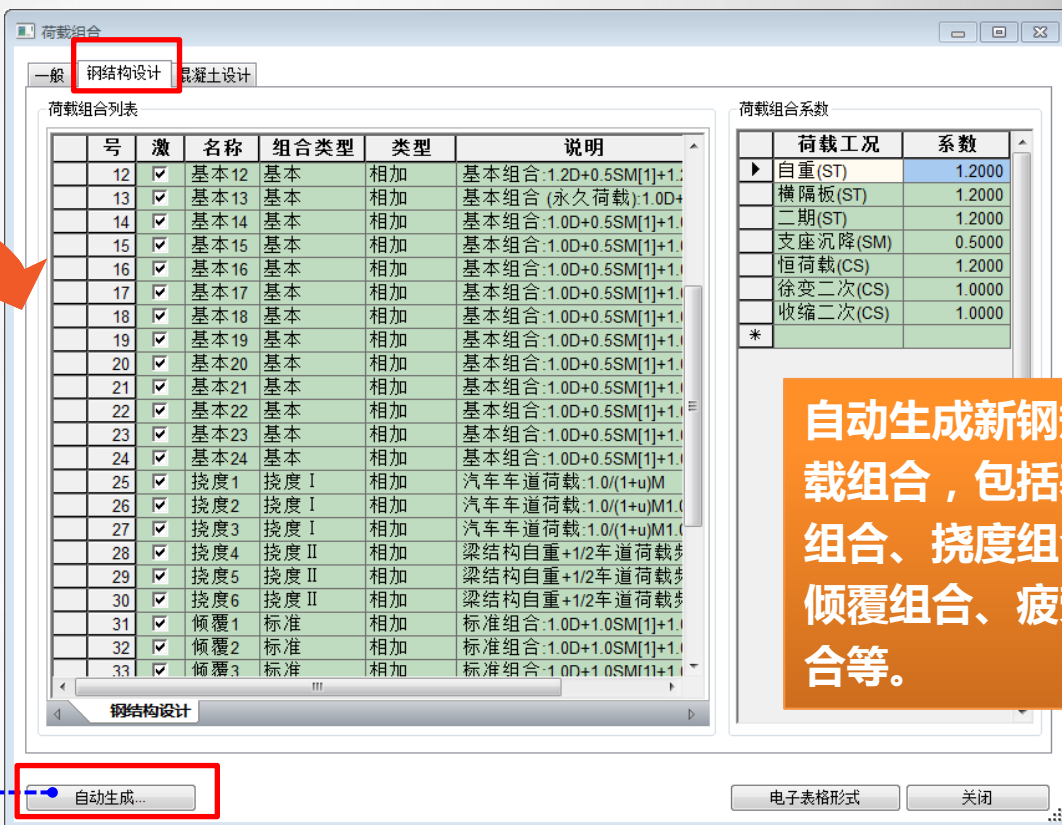 荷载组合
一般 钢结构设计 混凝土设计
荷载组合列表
号 激 名称 组合类型 类型 说明
12 基本12 基本 相加 基本组合:1.2D+0.5SM[1]+1.2
13 基本13 基本 相加 基本组合 (永久荷载):1.0D+
14 基本14 基本 相加 基本组合:1.0D+0.5SM[1]+1.0
15 基本15 基本 相加 基本组合:1.0D+0.5SM[1]+1.0
16 基本16 基本 相加 基本组合:1.0D+0.5SM[1]+1.0
17 基本17 基本 相加 基本组合:1.0D+0.5SM[1]+1.0
18 基本18 基本 相加 基本组合:1.0D+0.5SM[1]+1.0
19 基本19 基本 相加 基本组合:1.0D+0.5SM[1]+1.0
20 基本20 基本 相加 基本组合:1.0D+0.5SM[1]+1.0
21 基本21 基本 相加 基本组合:1.0D+0.5SM[1]+1.0
22 基本22 基本 相加 基本组合:1.0D+0.5SM[1]+1.0
23 基本23 基本 相加 基本组合:1.0D+0.5SM[1]+1.0
24 基本24 基本 相加 基本组合:1.0D+0.5SM[1]+1.0
25 挠度1 挠度Ⅰ 相加 汽车车道荷载:1.0/(1+u)M
26 挠度2 挠度Ⅰ 相加 汽车车道荷载:1.0/(1+u)M1.0
27 挠度3 挠度Ⅰ 相加 汽车车道荷载:1.0/(1+u)M1.0
28 挠度4 挠度Ⅱ 相加 梁结构自重+1/2车道荷载频
29 挠度5 挠度Ⅱ 相加 梁结构自重+1/2车道荷载频
30 挠度6 挠度Ⅱ 相加 梁结构自重+1/2车道荷载频
31 倾覆1 标准 相加 标准组合:1.0D+1.0SM[1]+1.0
32 倾覆2 标准 相加 标准组合:1.0D+1.0SM[1]+1.0
33 倾覆3 标准 相加 标准组合:1.0D+1.0SM[1]+1.0
钢结构设计
荷载组合系数
荷载工况 系数
自重(ST) 1.2000
横隔板(ST) 1.2000
二期(ST) 1.2000
支座沉降(SM) 0.5000
恒荷载(CS) 1.2000
徐变二次(CS) 1.0000
收缩二次(CS) 1.0000
*
自动生成新钢
载组合，包括
组合、挠度组
倾覆组合、疲
合等。
自动生成...
电子表格形式 关闭